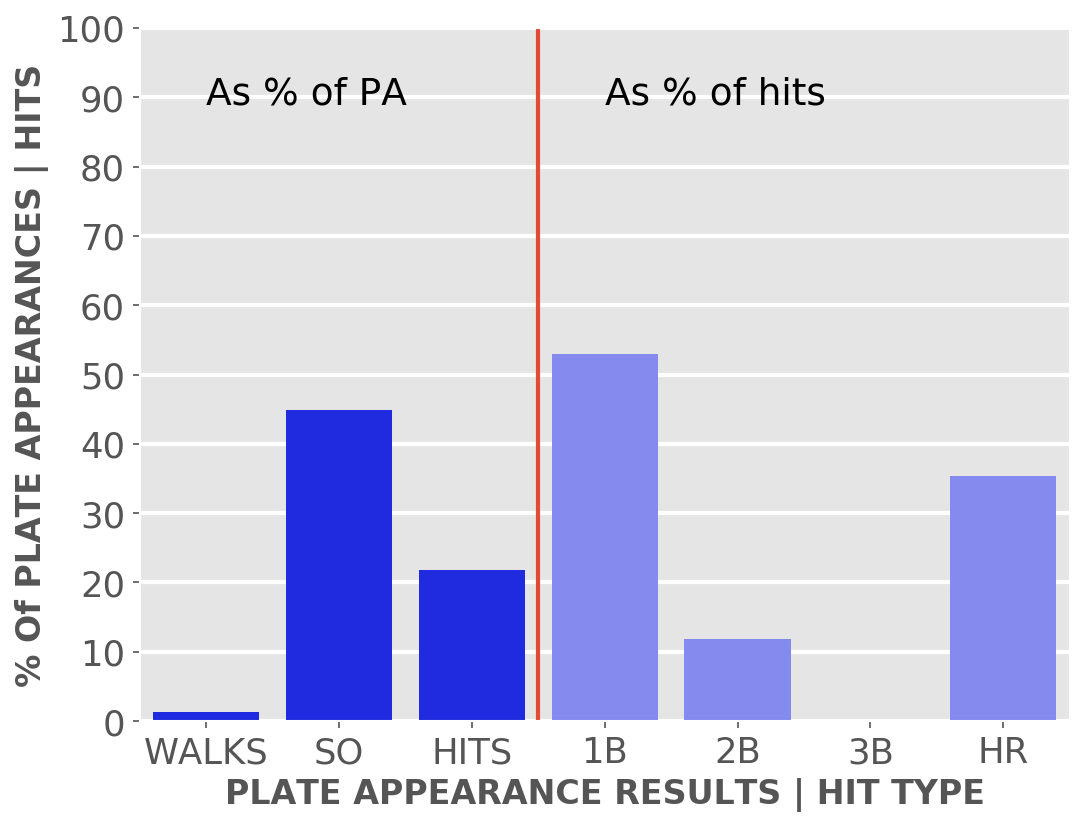 % Of PLATE APPEARANCES | HITS
100
90
80
70
60
50
40
30
20
10
0
As % of PA
As % of hits
WALKS SO HITS 1B 2B 3B HR
PLATE APPEARANCE RESULTS | HIT TYPE